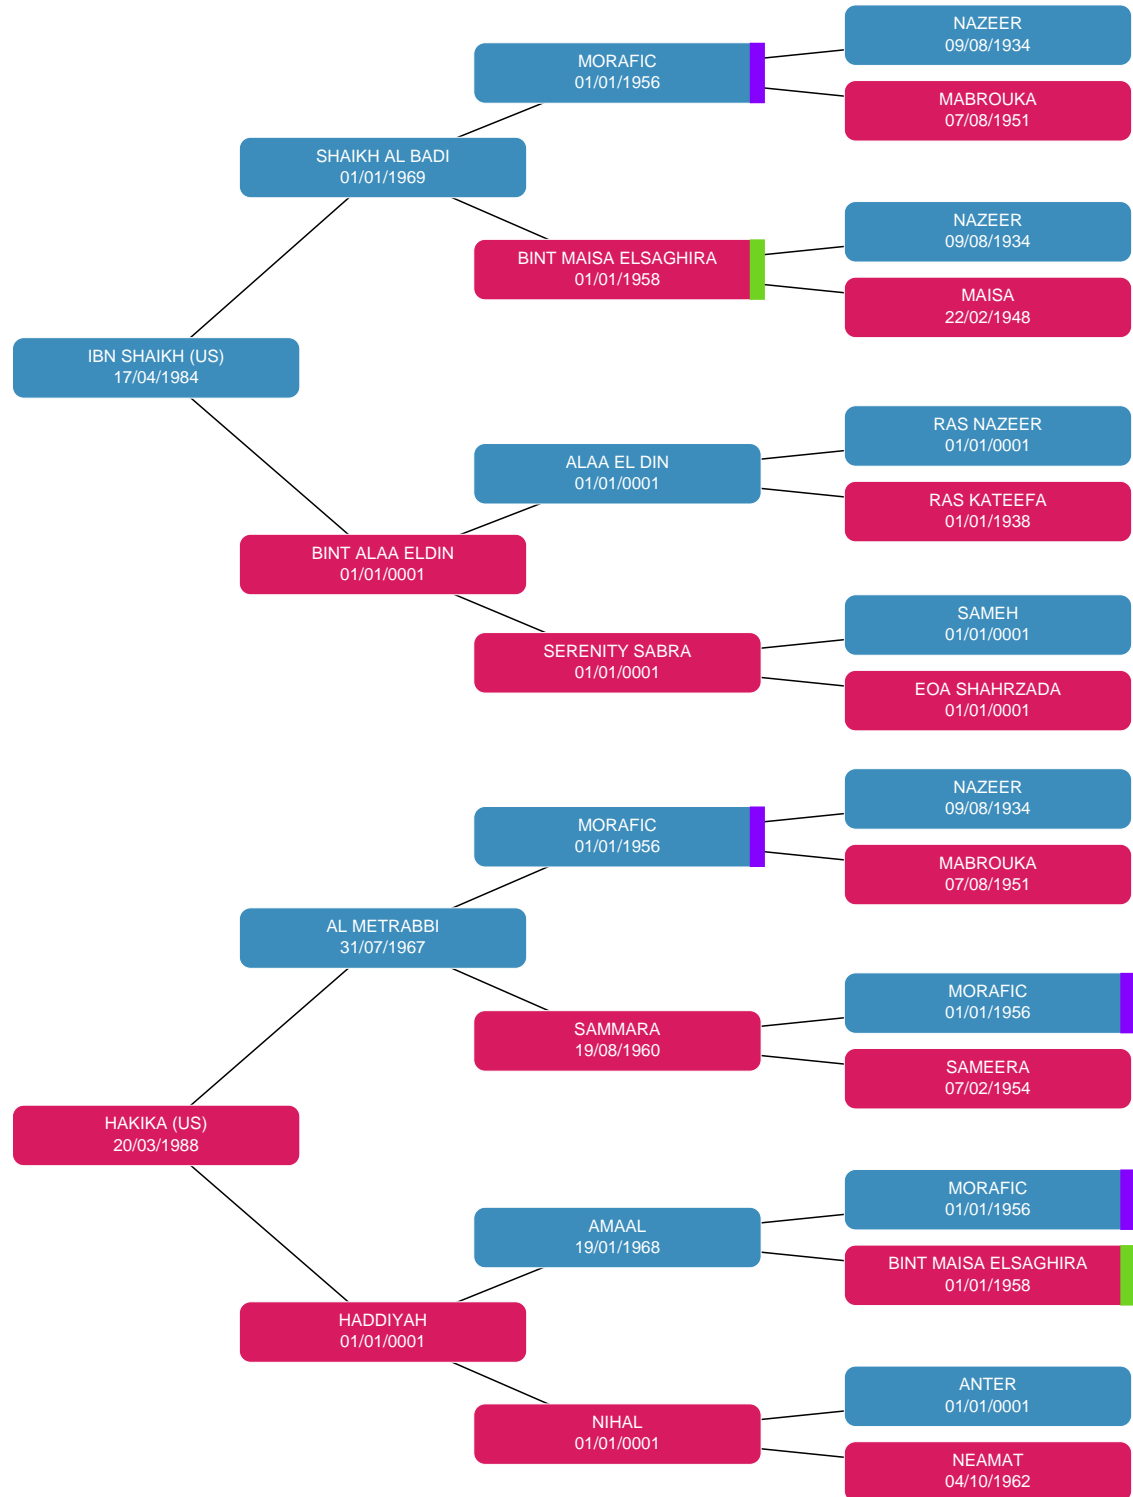 NAZEER
09/08/1934
MORAFIC
01/01/1956
MABROUKA
07/08/1951
SHAIKH AL BADI
01/01/1969
NAZEER
09/08/1934
BINT MAISA ELSAGHIRA
01/01/1958
MAISA
22/02/1948
IBN SHAIKH (US)
17/04/1984
RAS NAZEER
01/01/0001
ALAA EL DIN
01/01/0001
RAS KATEEFA
01/01/1938
BINT ALAA ELDIN
01/01/0001
SAMEH
01/01/0001
SERENITY SABRA
01/01/0001
EOA SHAHRZADA
01/01/0001
NAZEER
09/08/1934
MORAFIC
01/01/1956
MABROUKA
07/08/1951
AL METRABBI
31/07/1967
MORAFIC
01/01/1956
SAMMARA
19/08/1960
SAMEERA
07/02/1954
HAKIKA (US)
20/03/1988
MORAFIC
01/01/1956
AMAAL
19/01/1968
BINT MAISA ELSAGHIRA
01/01/1958
HADDIYAH
01/01/0001
ANTER
01/01/0001
NIHAL
01/01/0001
NEAMAT
04/10/1962